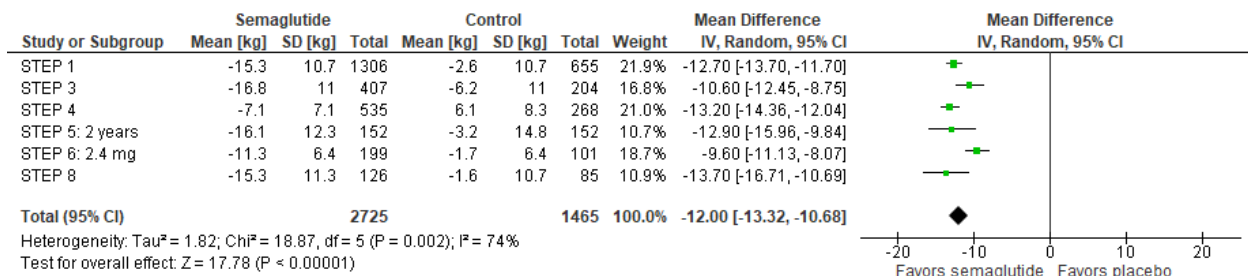 Semaglutide Control Mean Difference Mean Difference
Study or Subgroup Mean [kg] SD [kg] Total Mean [kg] SD [kg] Total Weight IV, Random, 95% CI IV, Random, 95% CI
STEP 1 -15.3 10.7 1306 -2.6 10.7 655 21.9% -12.70 [-13.70, -11.70]
STEP 3 -16.8 11 407 -6.2 11 204 16.8% -10.60 [-12.45, -8.75]
STEP 4 -7.1 7.1 535 6.1 8.3 268 21.0% -13.20 [-14.36, -12.04]
STEP 5: 2 years -16.1 12.3 152 -3.2 14.8 152 10.7% -12.90 [-15.96, -9.84]
STEP 6: 2.4 mg -11.3 6.4 199 -1.7 6.4 101 18.7% -9.60 [-11.13, -8.07]
STEP 8 -15.3 11.3 126 -1.6 10.7 85 10.9% -13.70 [-16.71, -10.69]
Total (95% CI) 2725 1465 100.0% -12.00 [-13.32, -10.68]
Heterogeneity: Tau² = 1.82; Chi² = 18.87, df = 5 (P = 0.002); I² = 74%
Test for overall effect: Z = 17.78 (P < 0.00001)
-20 -10 0 10 20
Favors semaglutide Favors placebo